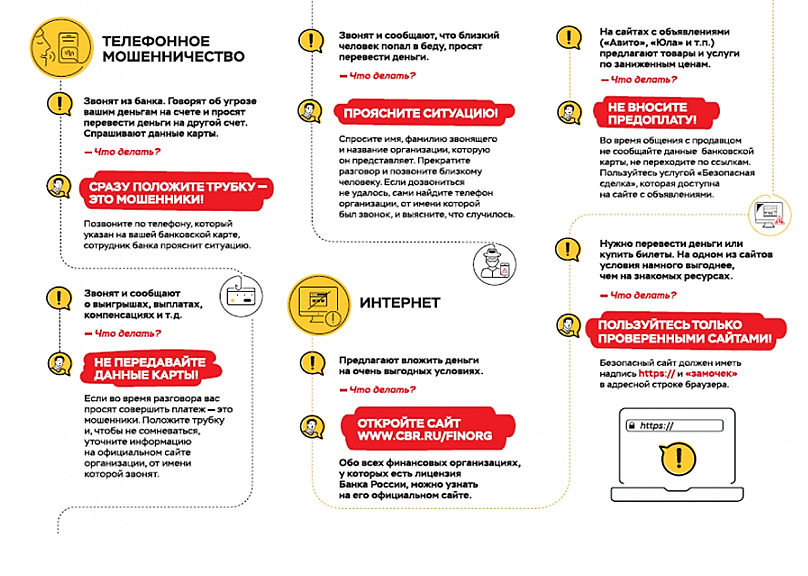 ТЕЛЕФОННОЕ
МОШЕННИЧЕСТВО
Звонят из банка. Говорят об угрозе
вашим деньгам на счете и просят
перевести деньги на другой счет.
Спрашивают данные карты.
— Что делать?
СРАЗУ ПОЛОЖИТЕ ТРУБКУ —
ЭТО МОШЕННИКИ!
Позвоните по телефону, который
указан на вашей банковской карте,
сотрудник банка прояснит ситуацию.
Звонят и сообщают
о выигрышах, выплатах,
компенсациях и т.д.
— Что делать?
НЕ ПЕРЕДАВАЙТЕ
ДАННЫЕ КАРТЫ!
Если во время разговора вас
просят совершить платеж — это
мошенники. Положите трубку
и, чтобы не сомневаться,
уточните информацию
на официальном сайте
организации, от имени
которой звонят.
Звонят и сообщают, что близкий
человек попал в беду, просят
перевести деньги.
— Что делать?
ПРОЯСНИТЕ СИТУАЦИЮ!
Спросите имя, фамилию звонящего
и название организации, которую
он представляет. Прекратите
разговор и позвоните близкому
человеку. Если дозвониться
не удалось, сами найдите телефон
организации, от имени которой
был звонок, и выясните, что случилось.
ИНТЕРНЕТ
Предлагают вложить деньги
на очень выгодных условиях.
— Что делать?
ОТКРОЙТЕ САЙТ
WWW.CBR.RU/FINORG
Обо всех финансовых организациях,
у которых есть лицензия
Банка России, можно узнать
на его официальном сайте.
На сайтах с объявлениями
(«Авито», «Юла» и т.п.)
предлагают товары и услуги
по заниженным ценам.
— Что делать?
НЕ ВНОСИТЕ
ПРЕДОПЛАТУ!
Во время общения с продавцом
не сообщайте данные банковской
карты, не переходите по ссылкам.
Пользуйтесь услугой «Безопасная
сделка», которая доступна
на сайте с объявлениями.
Нужно перевести деньги или
купить билеты. На одном из сайтов
условия намного выгоднее,
чем на знакомых ресурсах.
— Что делать?
ПОЛЬЗУЙТЕСЬ ТОЛЬКО
ПРОВЕРЕННЫМИ САЙТАМИ!
Безопасный сайт должен иметь
надпись https:// и «замочек»
в адресной строке браузера.
https://